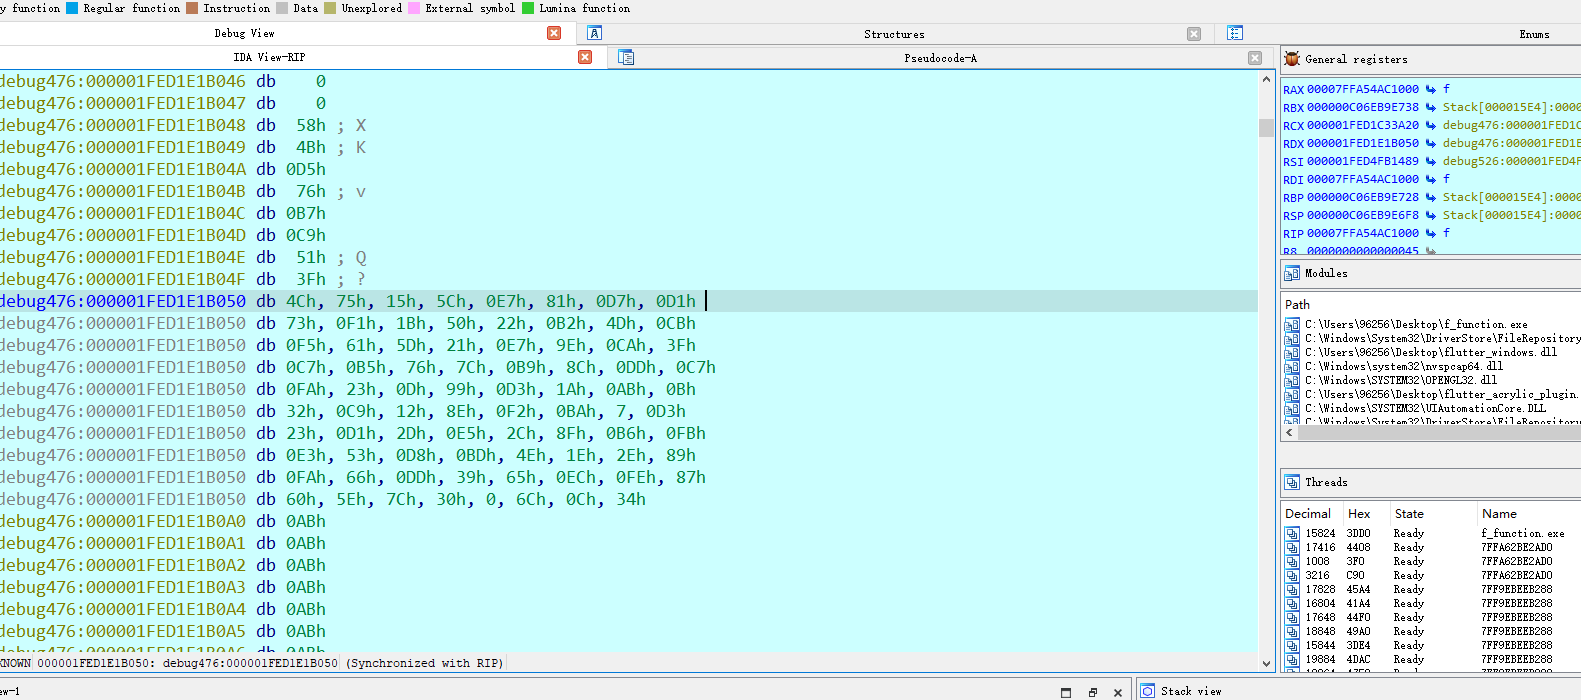 y function Regular function Instruction Data Unexplored External symbol Lumina function
Debug View Structures Enums
IDA View-RIP Pseudocode-A
debug476:000001FED1E1B046 db 0
debug476:000001FED1E1B047 db 0
debug476:000001FED1E1B048 db 58h ; X
debug476:000001FED1E1B049 db 4Bh ; K
debug476:000001FED1E1B04A db 0D5h
debug476:000001FED1E1B04B db 76h ; v
debug476:000001FED1E1B04C db 0B7h
debug476:000001FED1E1B04D db 0C9h
debug476:000001FED1E1B04E db 51h ; Q
debug476:000001FED1E1B04F db 3Fh ; ?
debug476:000001FED1E1B050 db 4Ch, 75h, 15h, 5Ch, 0E7h, 81h, 0D7h, 0D1h
debug476:000001FED1E1B050 db 73h, 0F1h, 1Bh, 50h, 22h, 0B2h, 4Dh, 0CBh
debug476:000001FED1E1B050 db 0F5h, 61h, 5Dh, 21h, 0E7h, 9Eh, 0CAh, 3Fh
debug476:000001FED1E1B050 db 0C7h, 0B5h, 76h, 7Ch, 0B9h, 8Ch, 0DDh, 0C7h
debug476:000001FED1E1B050 db 0FAh, 23h, 0Dh, 99h, 0D3h, 1Ah, 0ABh, 0Bh
debug476:000001FED1E1B050 db 32h, 0C9h, 12h, 8Eh, 0F2h, 0BAh, 7, 0D3h
debug476:000001FED1E1B050 db 23h, 0D1h, 2Dh, 0E5h, 2Ch, 8Fh, 0B6h, 0FBh
debug476:000001FED1E1B050 db 0E3h, 53h, 0D8h, 0BDh, 4Eh, 1Eh, 2Eh, 89h
debug476:000001FED1E1B050 db 0FAh, 66h, 0DDh, 39h, 65h, 0ECh, 0FEh, 87h
debug476:000001FED1E1B050 db 60h, 5Eh, 7Ch, 30h, 0, 6Ch, 0Ch, 34h
debug476:000001FED1E1B0A0 db 0ABh
debug476:000001FED1E1B0A1 db 0ABh
debug476:000001FED1E1B0A2 db 0ABh
debug476:000001FED1E1B0A3 db 0ABh
debug476:000001FED1E1B0A4 db 0ABh
debug476:000001FED1E1B0A5 db 0ABh
KNOWN 000001FED1E1B050: debug476:000001FED1E1B050 (Synchronized with RIP)
General registers
RAX 00007FFA54AC1000 f
RBX 000000C06EB9E738 Stack[000015E4]:0000
RCX 000001FED1C33A20 debug476:000001FED1C
RDX 000001FED1E1B050 debug476:000001FED1E
RSI 000001FED4FB1489 debug526:000001FED4F
RDI 00007FFA54AC1000 f
RBP 000000C06EB9E728 Stack[000015E4]:0000
RSP 000000C06EB9E6F8 Stack[000015E4]:0000
RIP 00007FFA54AC1000 f
R8 0000000000000045
Modules
Path
C:\Users\96256\Desktop\f_function.exe
C:\Windows\System32\DriverStore\FileRepository
C:\Users\96256\Desktop\flutter_windows.dll
C:\Windows\system32\nvspcap64.dll
C:\Windows\SYSTEM32\OPENGL32.dll
C:\Users\96256\Desktop\flutter_acrylic_plugin.
C:\Windows\SYSTEM32\UIAutomationCore.DLL
C:\Windows\System32\DriverStore\FileRepository
Threads
Decimal Hex State Name
15824 3DD0 Ready f_function.exe
17416 4408 Ready 7FFA62BE2AD0
1008 3F0 Ready 7FFA62BE2AD0
3216 C90 Ready 7FFA62BE2AD0
17828 45A4 Ready 7FF9EBEEB288
16804 41A4 Ready 7FF9EBEEB288
17648 44F0 Ready 7FF9EBEEB288
18848 49A0 Ready 7FF9EBEEB288
15844 3DE4 Ready 7FF9EBEEB288
19884 4DAC Ready 7FF9EBEEB288
ew-1 Stack view